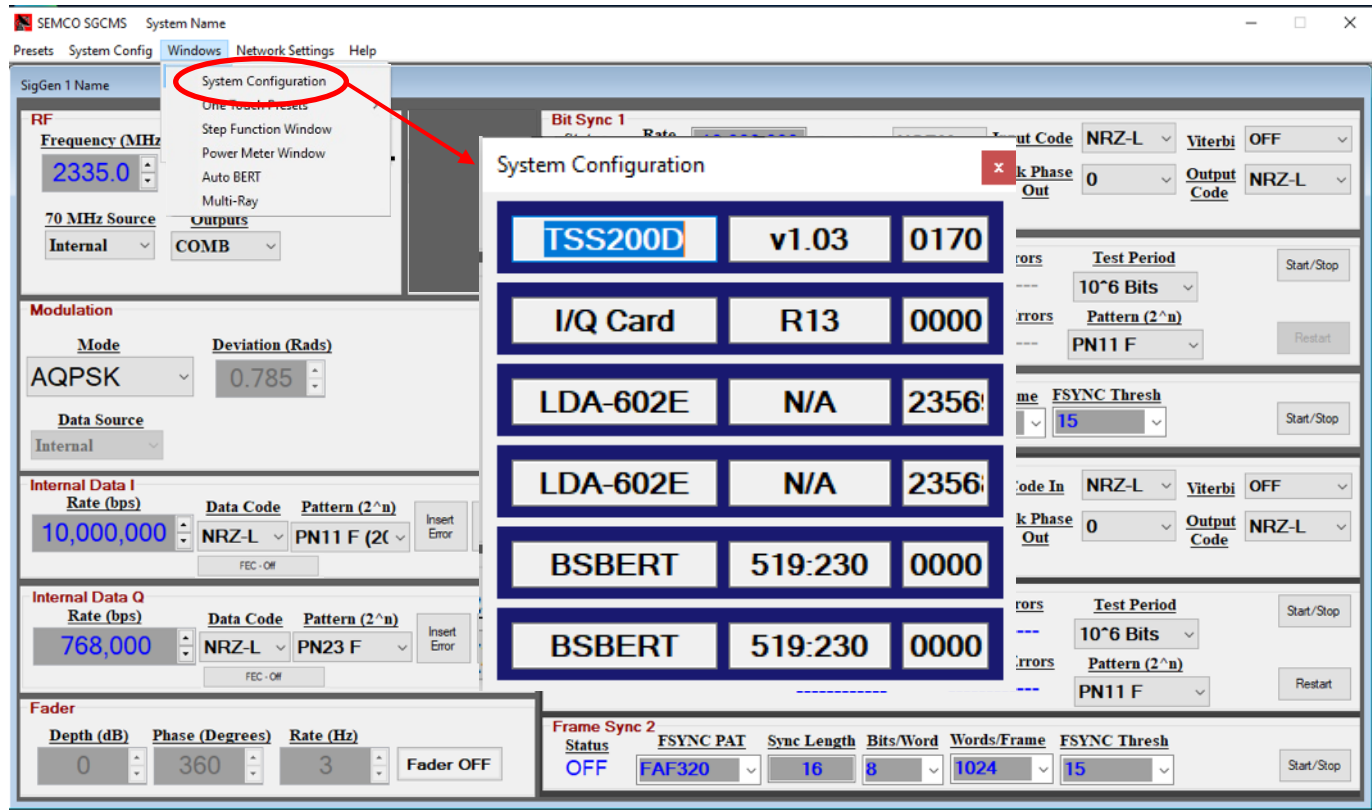 SEMCO SGCMS System Name
Presets System Config Windows Network Settings Help
SigGen 1 Name
System Configuration
One Touch Presets
Step Function Window
Power Meter Window
Auto BERT
Multi-Ray
RF
Frequency (MHz
2335.0
70 MHz Source Outputs
Internal COMB
Modulation
Mode Deviation (Rads)
AQPSK 0.785
Data Source
Internal
Internal Data I
Rate (bps) Data Code Pattern (2^n)
10,000,000 NRZ-L PN11 F (2( Insert Error
FEC - Off
Internal Data Q
Rate (bps) Data Code Pattern (2^n)
768,000 NRZ-L PN23 F Insert Error
FEC - Off
Fader
Depth (dB) Phase (Degrees) Rate (Hz)
0 360 3 Fader OFF
System Configuration x
TSS200D v1.03 0170
I/Q Card R13 0000
LDA-602E N/A 2356
LDA-602E N/A 2356
BSBERT 519:230 0000
BSBERT 519:230 0000
Bit Sync 1
Rate
ut Code NRZ-L Viterbi OFF
k Phase Out 0 Output Code NRZ-L
rors Test Period Start/Stop
--- 10^6 Bits
rrors Pattern (2^n)
--- PN11 F Restart
me FSYNC Thresh
15 Start/Stop
Code In NRZ-L Viterbi OFF
k Phase Out 0 Output Code NRZ-L
rors Test Period Start/Stop
--- 10^6 Bits
rrors Pattern (2^n)
------------ --- PN11 F Restart
Frame Sync 2
Status FSYNC PAT Sync Length Bits/Word Words/Frame FSYNC Thresh
OFF FAF320 16 8 1024 15 Start/Stop